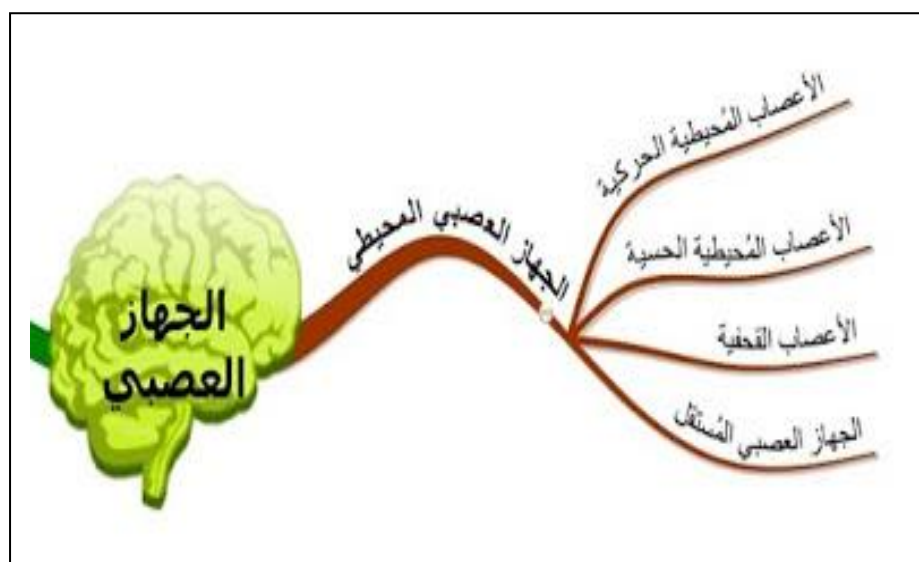 الجهاز
العصبي
الجهاز العصبي المحيطي
الأعصاب المُحيطية الحركية
الأعصاب المُحيطية الحسية
الأعصاب القحفية
الجهاز العصبي المُستقل